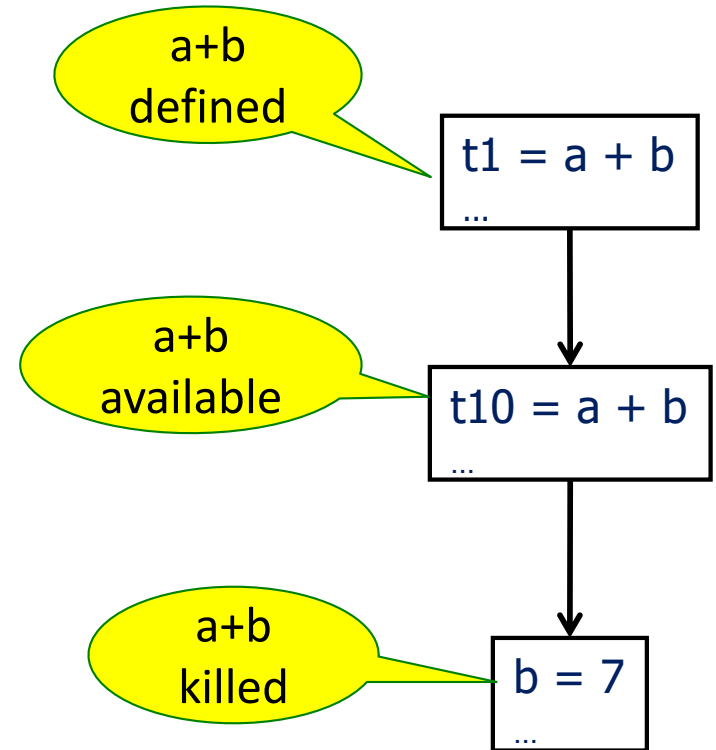 a+b
defined
t1 = a + b
...
a+b
available
t10 = a + b
...
a+b
killed
b = 7
...